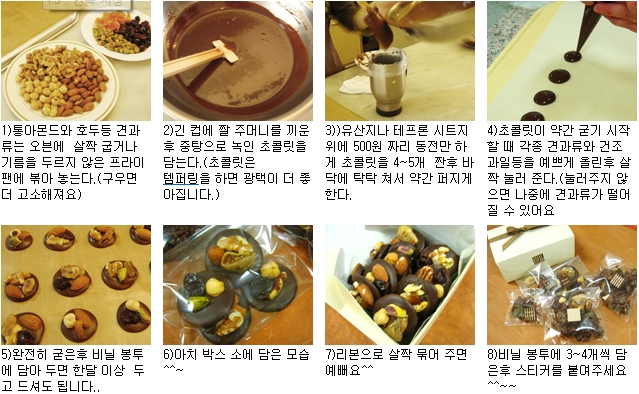 1)통아몬드와 호두등 견과
류는 오븐에  살짝 굽거나
기름을 두르지 않은 프라이
팬에 볶아 놓는다.(구우면
더 고소해져요)
2)긴 컵에 짤 주머니를 끼운
후 중탕으로 녹인 초콜릿을
담는다.(초콜릿은
템퍼링을 하면 광택이 더 좋
아집니다.)
3))유산지나 테프론 시트지
위에 500원 짜리 동전만 하
게 초콜릿을 4~5개  짠후 바
닥에 탁탁 쳐서 약간 퍼지게
한다.
4)초콜릿이 약간 굳기 시작
할 때 각종 견과류와 건조
과일등을 예쁘게 올린후 살
짝 눌러 준다.(눌러주지 않
으면 나중에 견과류가 떨어
질 수 있어요
5)완전히 굳은후 비닐 봉투
에 담아 두면 한달 이상  두
고 드셔도 됩니다..
6)아치 박스 소에 담은 모습
^^~
7)리본으로 살짝 묶어 주면
예뻐요^^
8)비닐 봉투에 3~4개씩 담
은후 스티커를 붙여주세요
^^~~